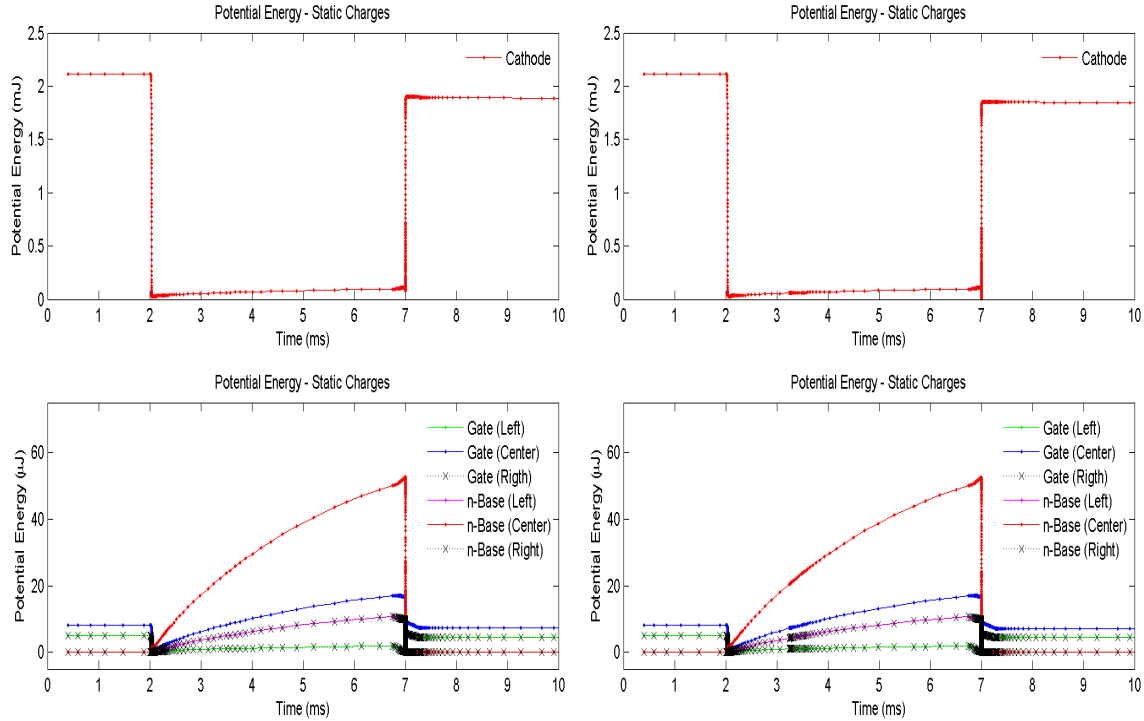 Potential Energy - Static Charges
Potential Energy (mJ)
2.5
2
1.5
1
0.5
0
Cathode
0 1 2 3 4 5 6 7 8 9 10
Time (ms)
Potential Energy - Static Charges
Potential Energy (mJ)
2.5
2
1.5
1
0.5
0
Cathode
0 1 2 3 4 5 6 7 8 9 10
Time (ms)
Potential Energy - Static Charges
Potential Energy (µJ)
60
40
20
0
Gate (Left)
Gate (Center)
Gate (Rigth)
n-Base (Left)
n-Base (Center)
n-Base (Right)
0 1 2 3 4 5 6 7 8 9 10
Time (ms)
Potential Energy - Static Charges
Potential Energy (µJ)
60
40
20
0
Gate (Left)
Gate (Center)
Gate (Rigth)
n-Base (Left)
n-Base (Center)
n-Base (Right)
0 1 2 3 4 5 6 7 8 9 10
Time (ms)